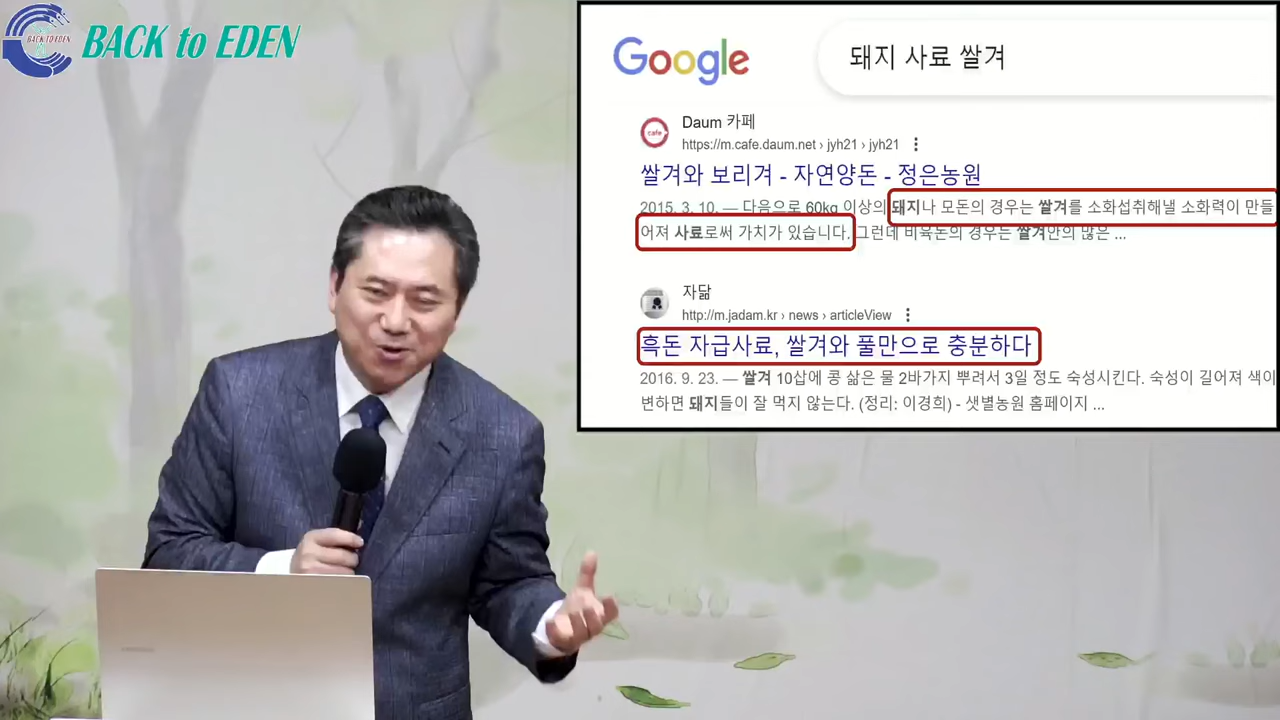 BACK TO EDEN
BACK to EDEN
Google
돼지 사료 쌀겨
cafe
Daum 카페
https://m.cafe.daum.net › jyh21 › jyh21
쌀겨와 보리겨 - 자연양돈 - 정은농원
2015. 3. 10. — 다음으로 60kg 이상의 돼지나 모돈의 경우는 쌀겨를 소화섭취해낼 소화력이 만들
어져 사료로써 가치가 있습니다. 그런데 비육돈의 경우는 쌀겨안의 많은 ...
자닮
http://m.jadam.kr › news › articleView
흑돈 자급사료, 쌀겨와 풀만으로 충분하다
2016. 9. 23. — 쌀겨 10삽에 콩 삶은 물 2바가지 뿌려서 3일 정도 숙성시킨다. 숙성이 길어져 색이
변하면 돼지들이 잘 먹지 않는다. (정리: 이경희) - 샛별농원 홈페이지 ...